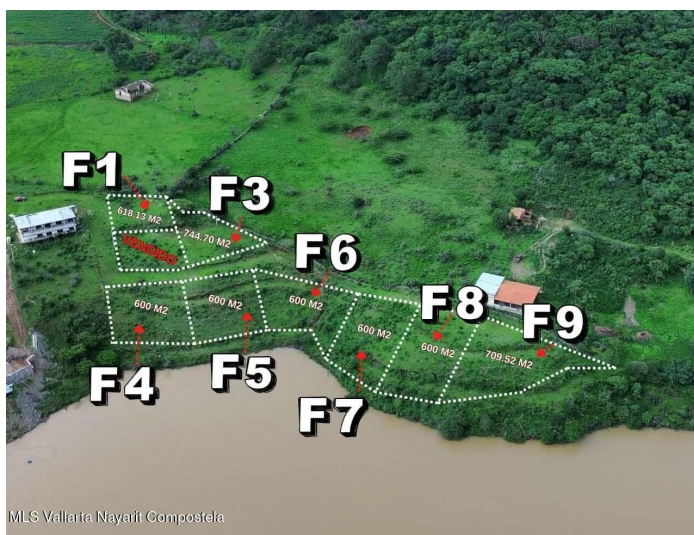 F1
618.13 M2
F3
744.70 M2
VENDIDO
F6
600 M2
600 M2
600 M2
600 M2
F8
600 M2
F9
709.52 M2
F4
F5
F7
MLS Vallarta Nayarit Compostela